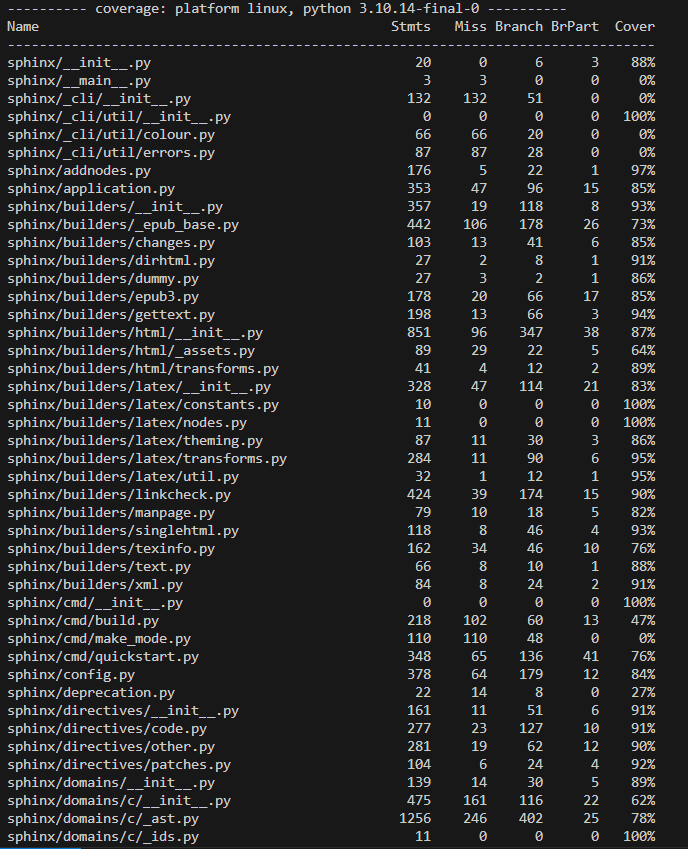 ---------- coverage: platform linux, python 3.10.14-final-0 ----------
Name                                        Stmts   Miss Branch BrPart  Cover
-----------------------------------------------------------------------------
sphinx/__init__.py                             20      0      6      3    88%
sphinx/__main__.py                              3      3      0      0     0%
sphinx/_cli/__init__.py                       132    132     51      0     0%
sphinx/_cli/util/__init__.py                    0      0      0      0   100%
sphinx/_cli/util/colour.py                     66     66     20      0     0%
sphinx/_cli/util/errors.py                     87     87     28      0     0%
sphinx/addnodes.py                            176      5     22      1    97%
sphinx/application.py                         353     47     96     15    85%
sphinx/builders/__init__.py                   357     19    118      8    93%
sphinx/builders/_epub_base.py                 442    106    178     26    73%
sphinx/builders/changes.py                    103     13     41      6    85%
sphinx/builders/dirhtml.py                     27      2      8      1    91%
sphinx/builders/dummy.py                       27      3      2      1    86%
sphinx/builders/epub3.py                      178     20     66     17    85%
sphinx/builders/gettext.py                    198     13     66      3    94%
sphinx/builders/html/__init__.py              851     96    347     38    87%
sphinx/builders/html/_assets.py                89     29     22      5    64%
sphinx/builders/html/transforms.py             41      4     12      2    89%
sphinx/builders/latex/__init__.py             328     47    114     21    83%
sphinx/builders/latex/constants.py             10      0      0      0   100%
sphinx/builders/latex/nodes.py                 11      0      0      0   100%
sphinx/builders/latex/theming.py               87     11     30      3    86%
sphinx/builders/latex/transforms.py           284     11     90      6    95%
sphinx/builders/latex/util.py                  32      1     12      1    95%
sphinx/builders/linkcheck.py                  424     39    174     15    90%
sphinx/builders/manpage.py                     79     10     18      5    82%
sphinx/builders/singlehtml.py                 118      8     46      4    93%
sphinx/builders/texinfo.py                    162     34     46     10    76%
sphinx/builders/text.py                        66      8     10      1    88%
sphinx/builders/xml.py                         84      8     24      2    91%
sphinx/cmd/__init__.py                          0      0      0      0   100%
sphinx/cmd/build.py                           218    102     60     13    47%
sphinx/cmd/make_mode.py                       110    110     48      0     0%
sphinx/cmd/quickstart.py                      348     65    136     41    76%
sphinx/config.py                              378     64    179     12    84%
sphinx/deprecation.py                          22     14      8      0    27%
sphinx/directives/__init__.py                 161     11     51      6    91%
sphinx/directives/code.py                     277     23    127     10    91%
sphinx/directives/other.py                    281     19     62     12    90%
sphinx/directives/patches.py                  104      6     24      4    92%
sphinx/domains/__init__.py                    139     14     30      5    89%
sphinx/domains/c/__init__.py                  475    161    116     22    62%
sphinx/domains/c/_ast.py                     1256    246    402     25    78%
sphinx/domains/c/_ids.py                       11      0      0      0   100%